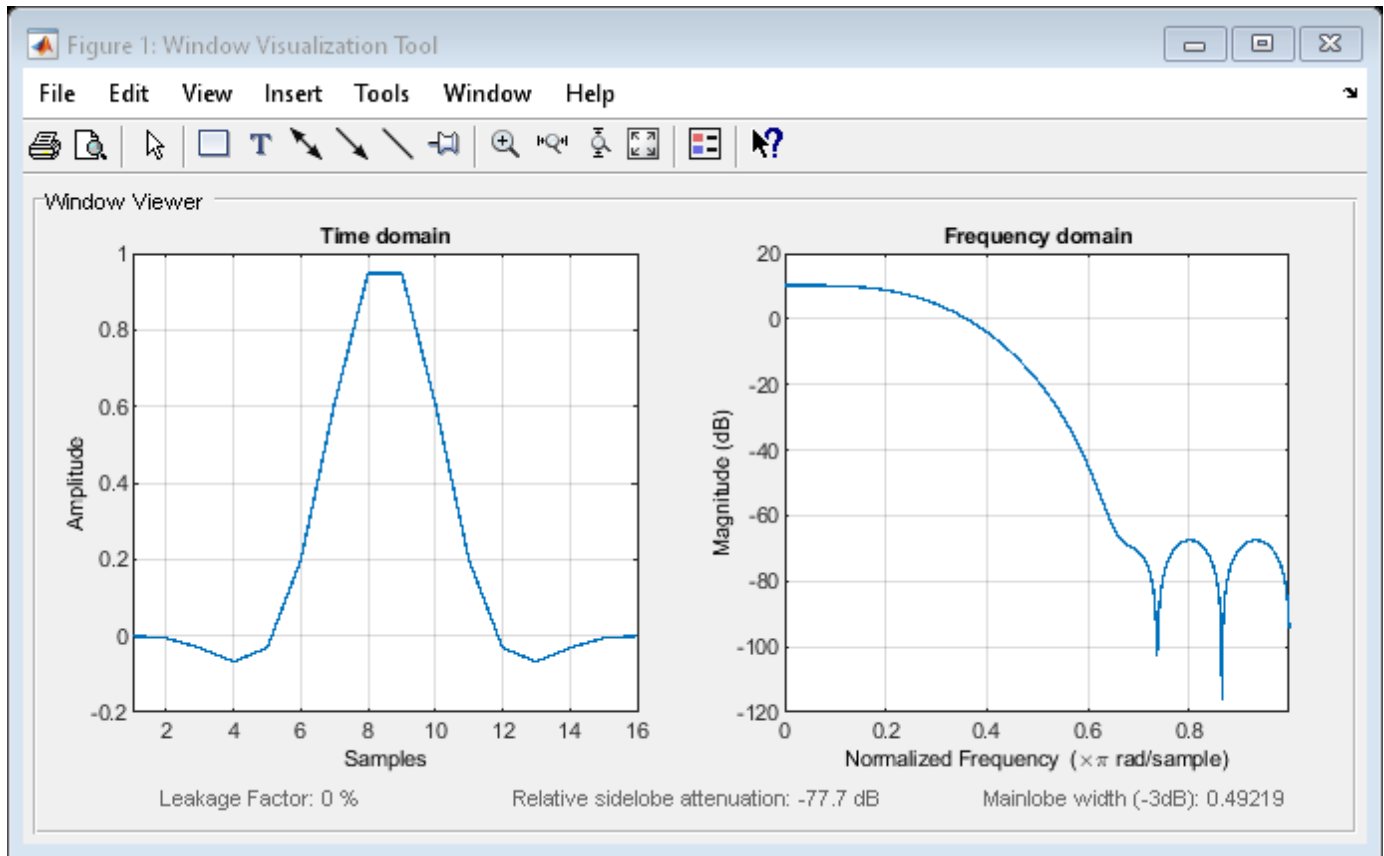 Figure 1: Window Visualization Tool
File Edit View Insert Tools Window Help
T ?
Window Viewer
Time domain
1
0.8
0.6
0.4
0.2
0
-0.2
2 4 6 8 10 12 14 16
Amplitude
Samples
Frequency domain
20
0
-20
-40
-60
-80
-100
-120
0 0.2 0.4 0.6 0.8
Magnitude (dB)
Normalized Frequency (×π rad/sample)
Leakage Factor: 0 % Relative sidelobe attenuation: -77.7 dB Mainlobe width (-3dB): 0.49219